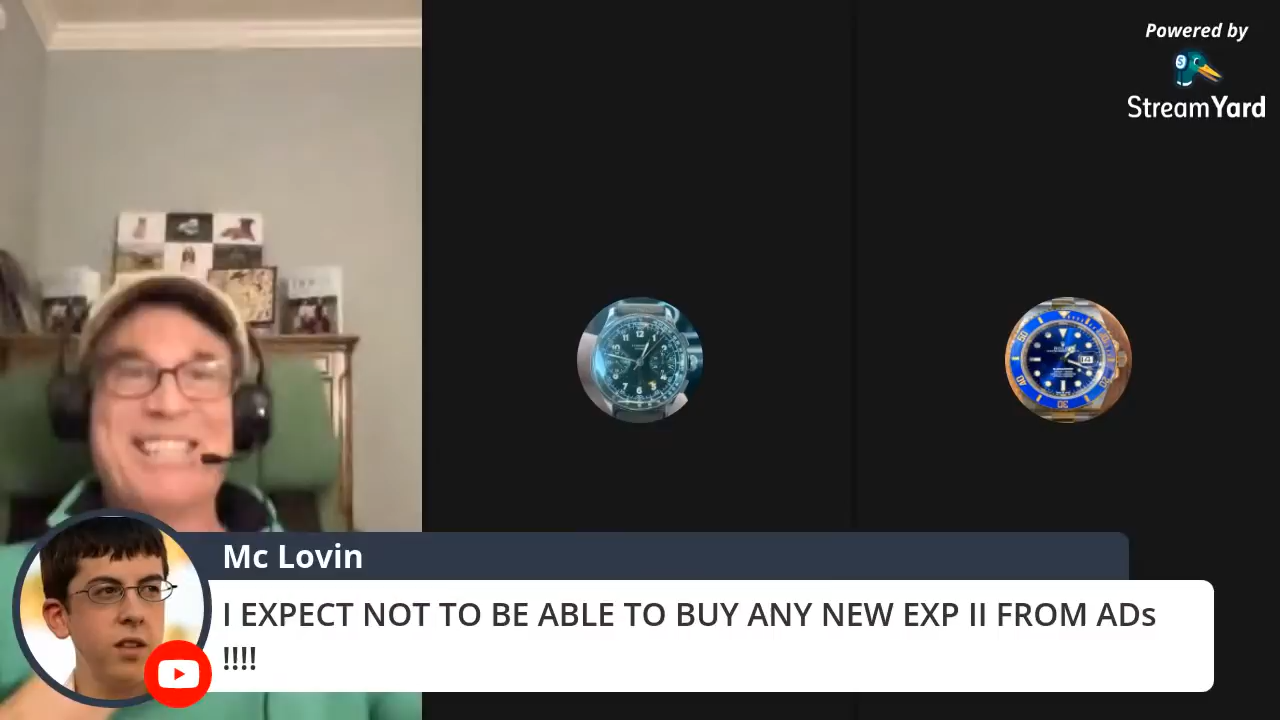 Powered by
StreamYard
Mc Lovin
I EXPECT NOT TO BE ABLE TO BUY ANY NEW EXP II FROM ADs
!!!!